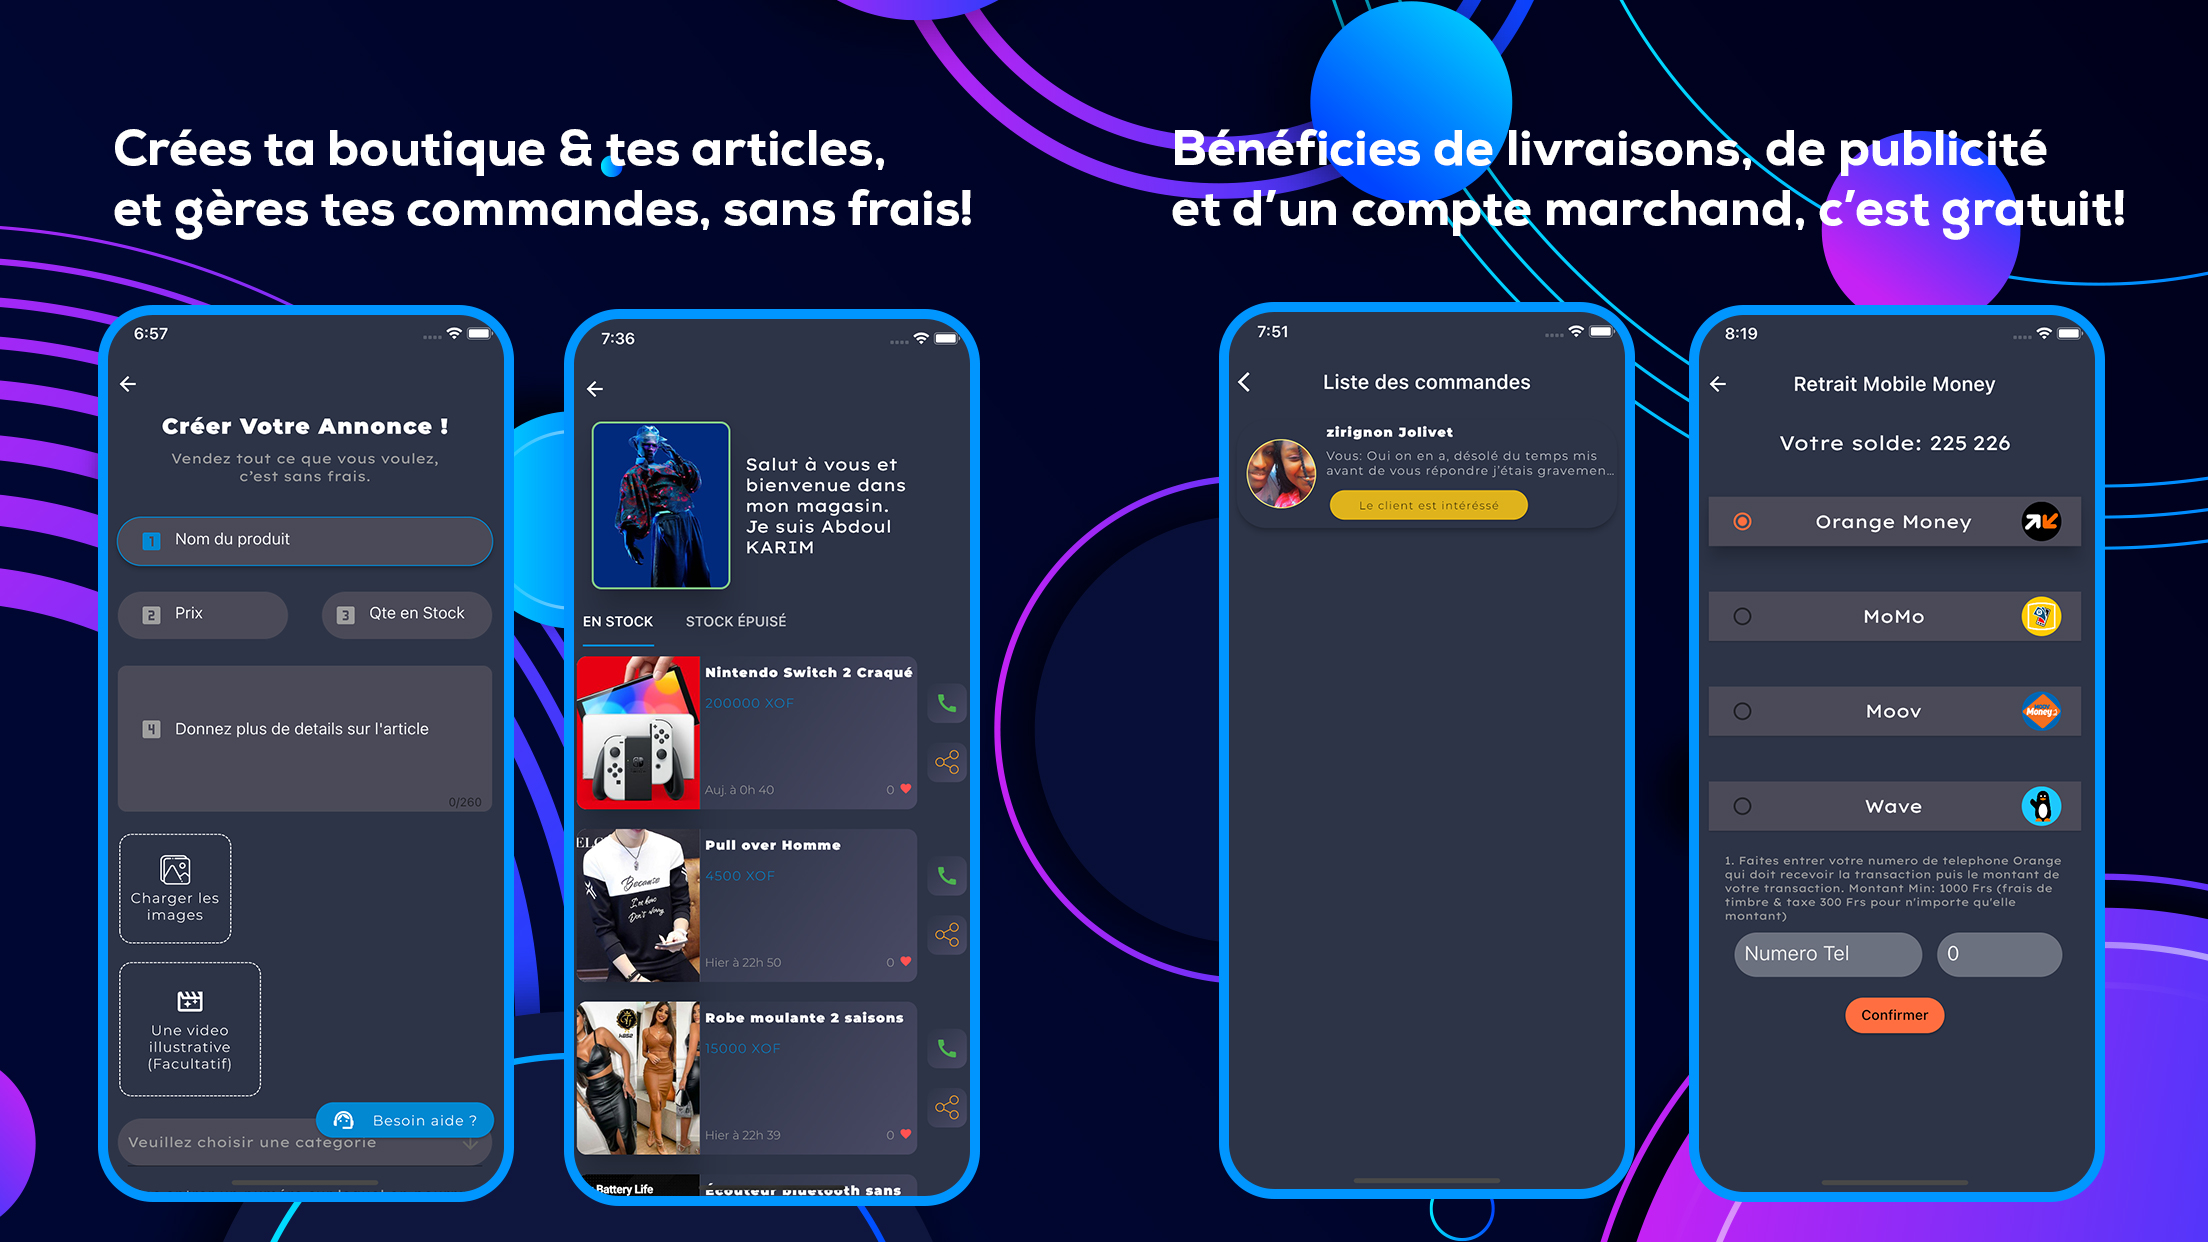 Crées ta boutique & tes articles,
et gères tes commandes, sans frais!
Bénéficies de livraisons, de publicité
et d’un compte marchand, c’est gratuit!
6:57
Créer Votre Annonce !
Vendez tout ce que vous voulez,
c’est sans frais.
1 Nom du produit
2 Prix
3 Qte en Stock
4 Donnez plus de details sur l'article
0/260
Charger les
images
Une video
illustrative
(Facultatif)
Besoin aide ?
Veuillez choisir une catégorie
7:36
Salut à vous et
bienvenue dans
mon magasin.
Je suis Abdoul
KARIM
EN STOCK
STOCK ÉPUISÉ
Nintendo Switch 2 Craqué
200000 XOF
Auj. à 0h 40
0
Pull over Homme
4500 XOF
Because
I'm here
Don't worry
Hier à 22h 50
0
Robe moulante 2 saisons
15000 XOF
Hier à 22h 39
0
Battery Life
Écouteur bluetooth sans
7:51
Liste des commandes
zirignon Jolivet
Vous: Oui on en a, désolé du temps mis
avant de vous répondre j’étais gravemen...
Le client est intéréssé
8:19
Retrait Mobile Money
Votre solde: 225 226
Orange Money
MoMo
Moov
Money
Wave
1. Faites entrer votre numero de telephone Orange
qui doit recevoir la transaction puis le montant de
votre transaction. Montant Min: 1000 Frs (frais de
timbre & taxe 300 Frs pour n’importe qu’elle
montant)
Numero Tel
0
Confirmer